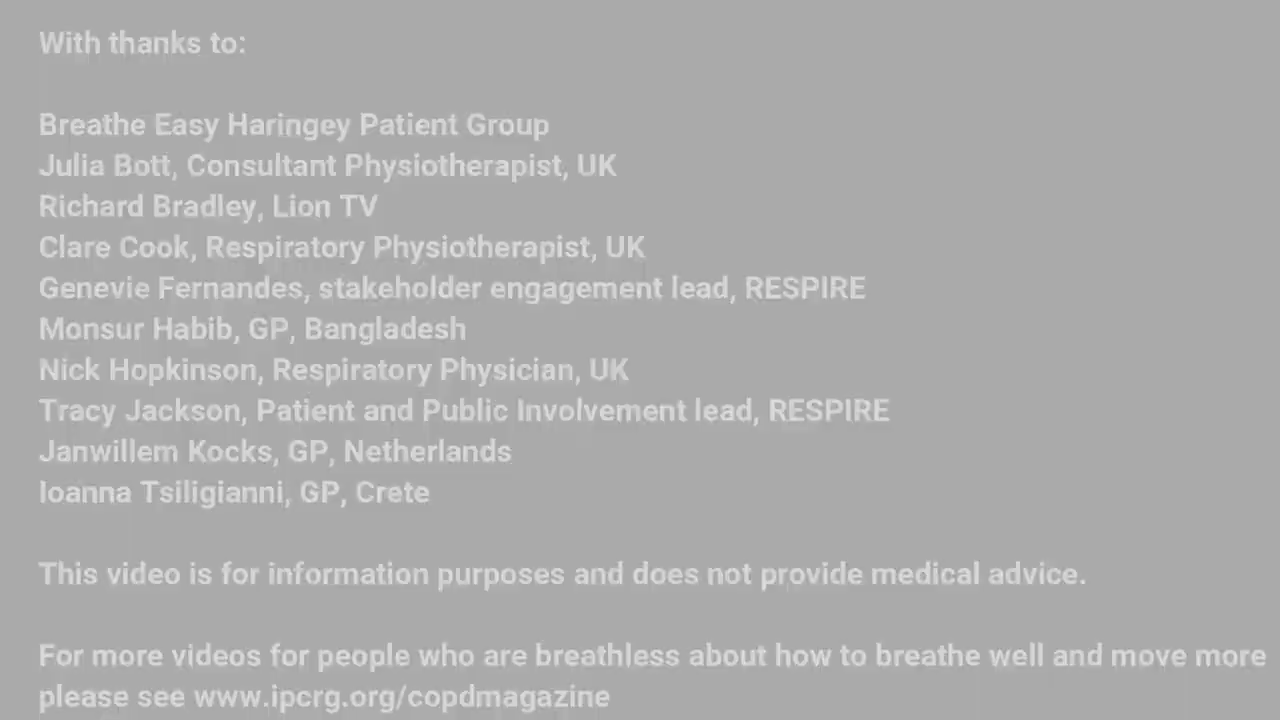 With thanks to:
Breathe Easy Haringey Patient Group
Julia Bott, Consultant Physiotherapist, UK
Richard Bradley, Lion TV
Clare Cook, Respiratory Physiotherapist, UK
Genevie Fernandes, stakeholder engagement lead, RESPIRE
Monsur Habib, GP, Bangladesh
Nick Hopkinson, Respiratory Physician, UK
Tracy Jackson, Patient and Public Involvement lead, RESPIRE
Janwillem Kocks, GP, Netherlands
Ioanna Tsiligianni, GP, Crete
This video is for information purposes and does not provide medical advice.
For more videos for people who are breathless about how to breathe well and move more
please see www.ipcrg.org/copdmagazine